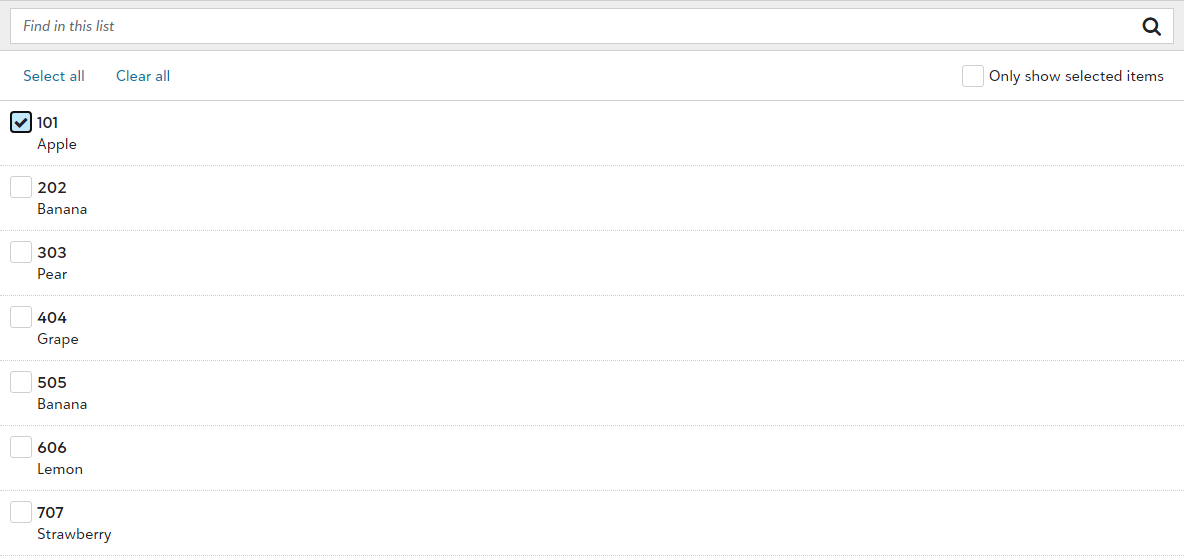 Find in this list
Select all Clear all Only show selected items
101
Apple
202
Banana
303
Pear
404
Grape
505
Banana
606
Lemon
707
Strawberry